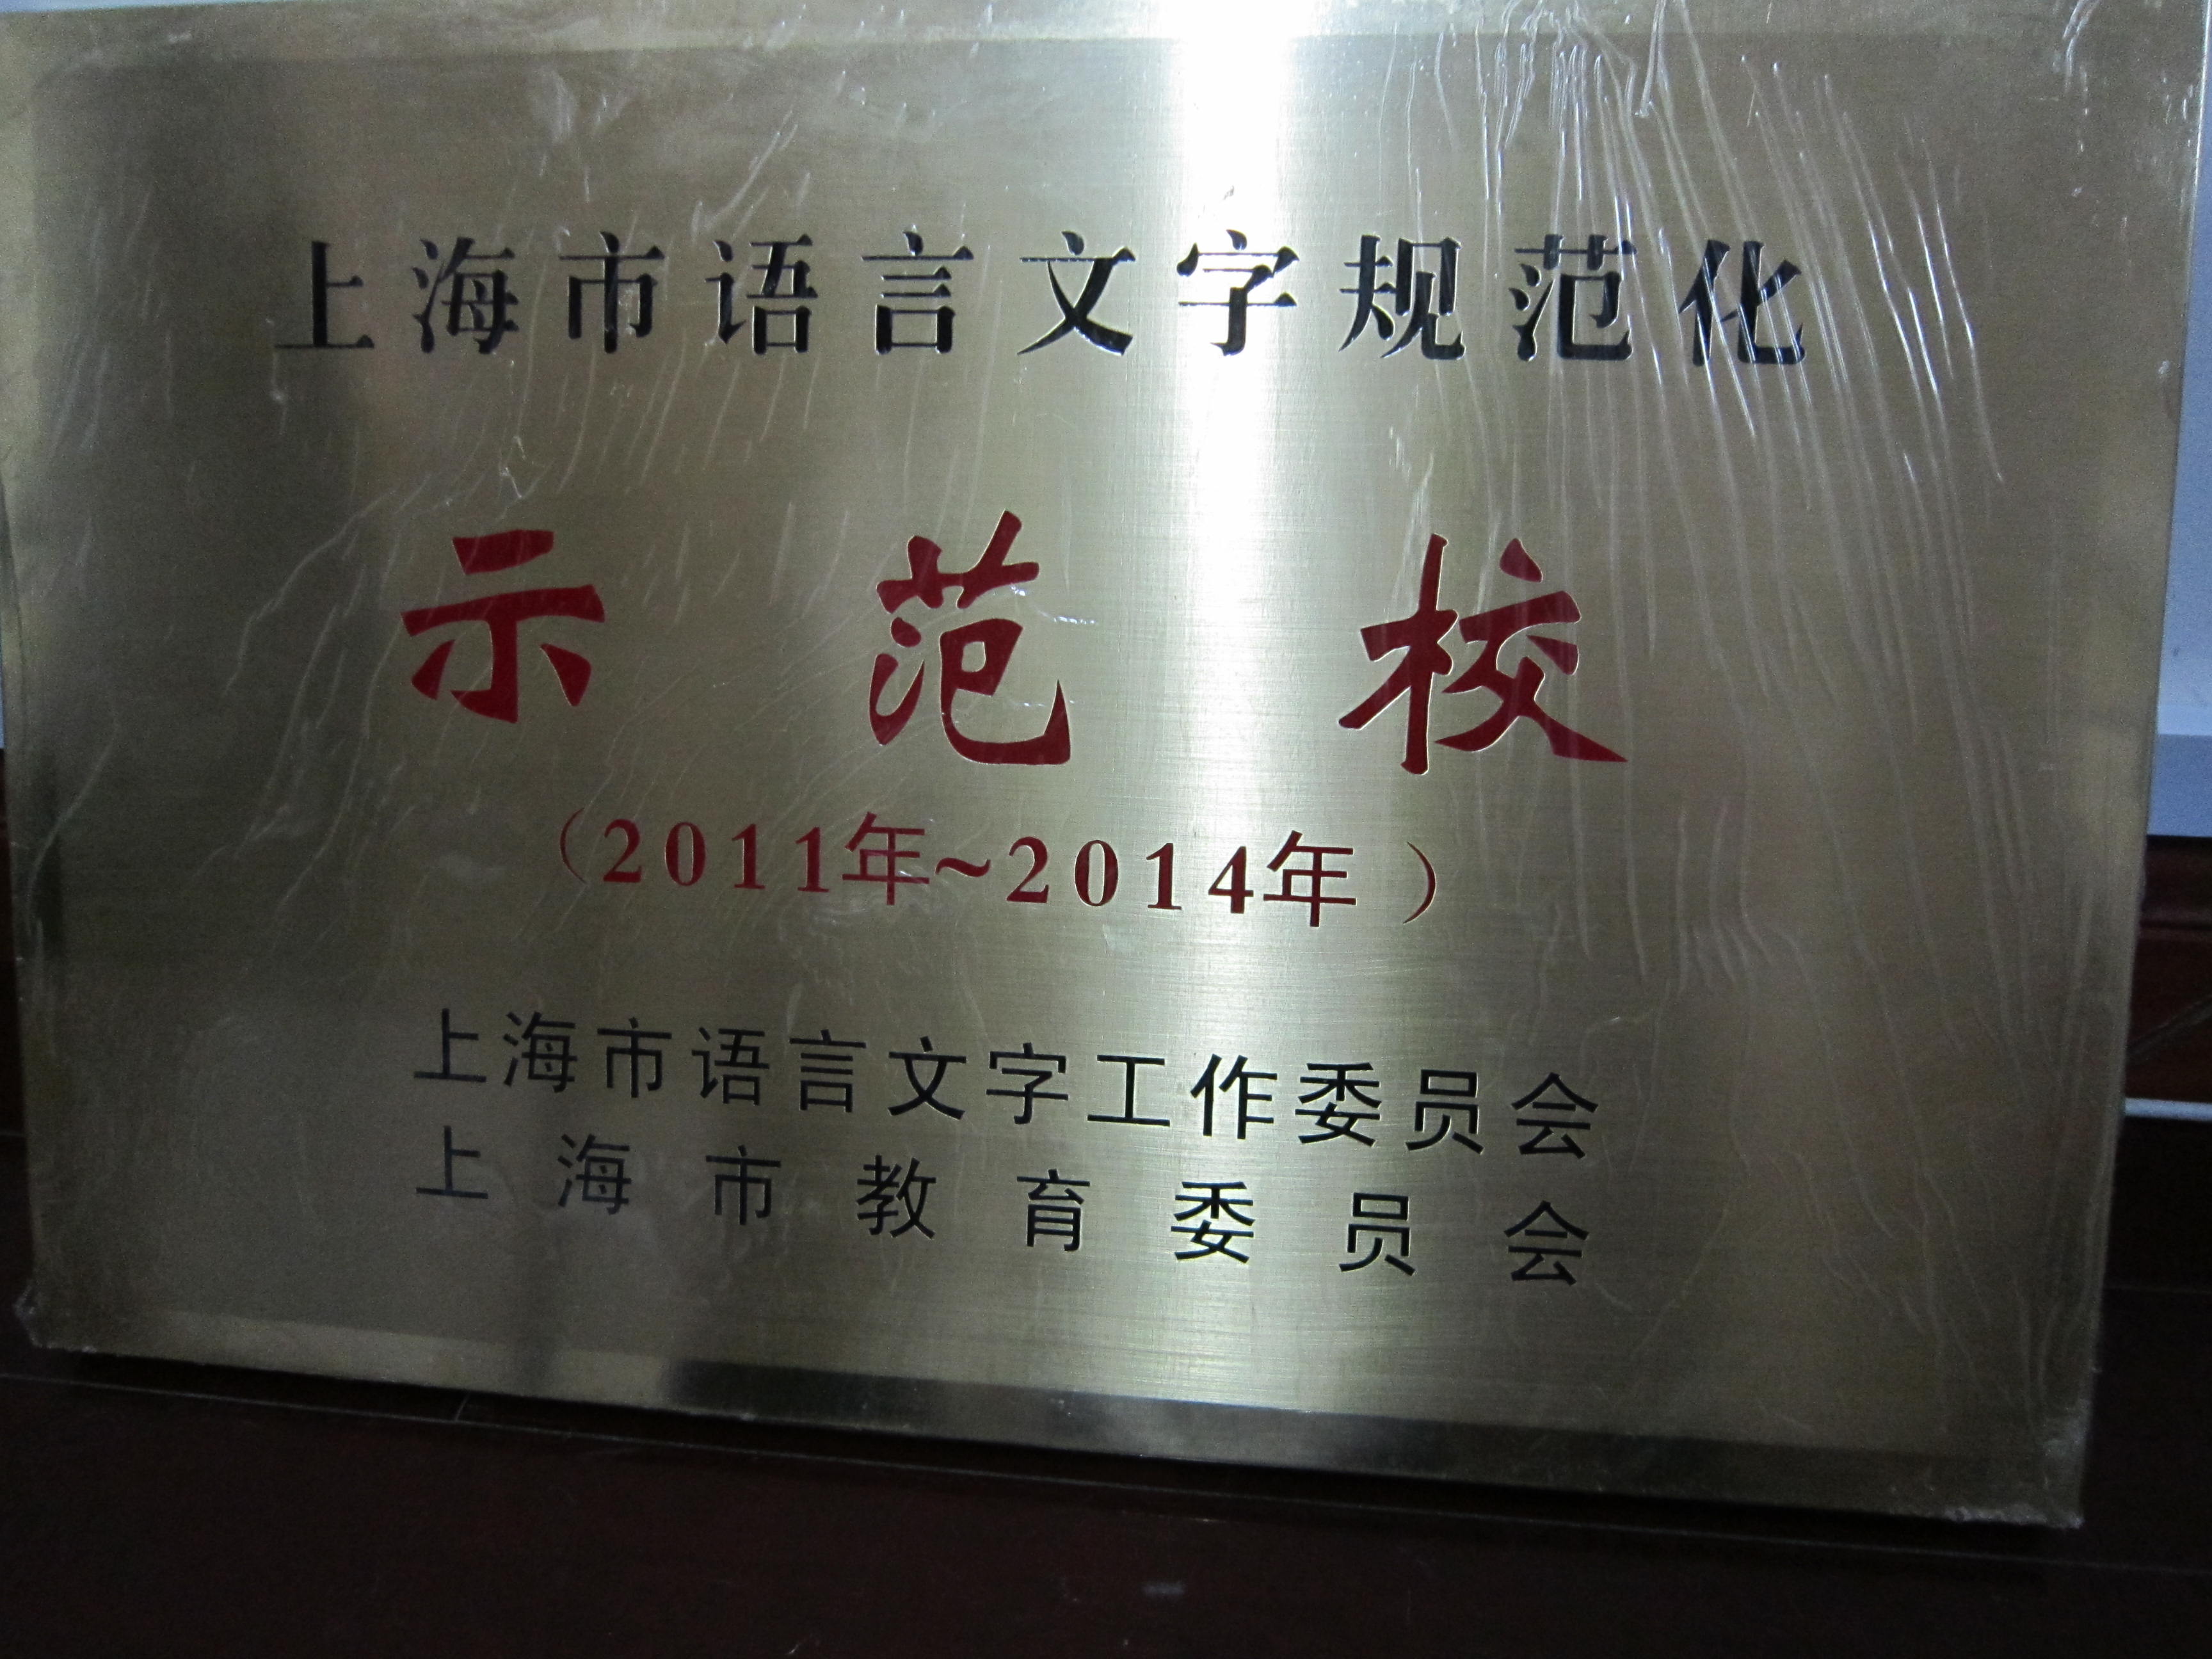 上海市语言文字规范化
示范校
（2011年~2014年）
上海市语言文字工作委员会
上海市教育委员会